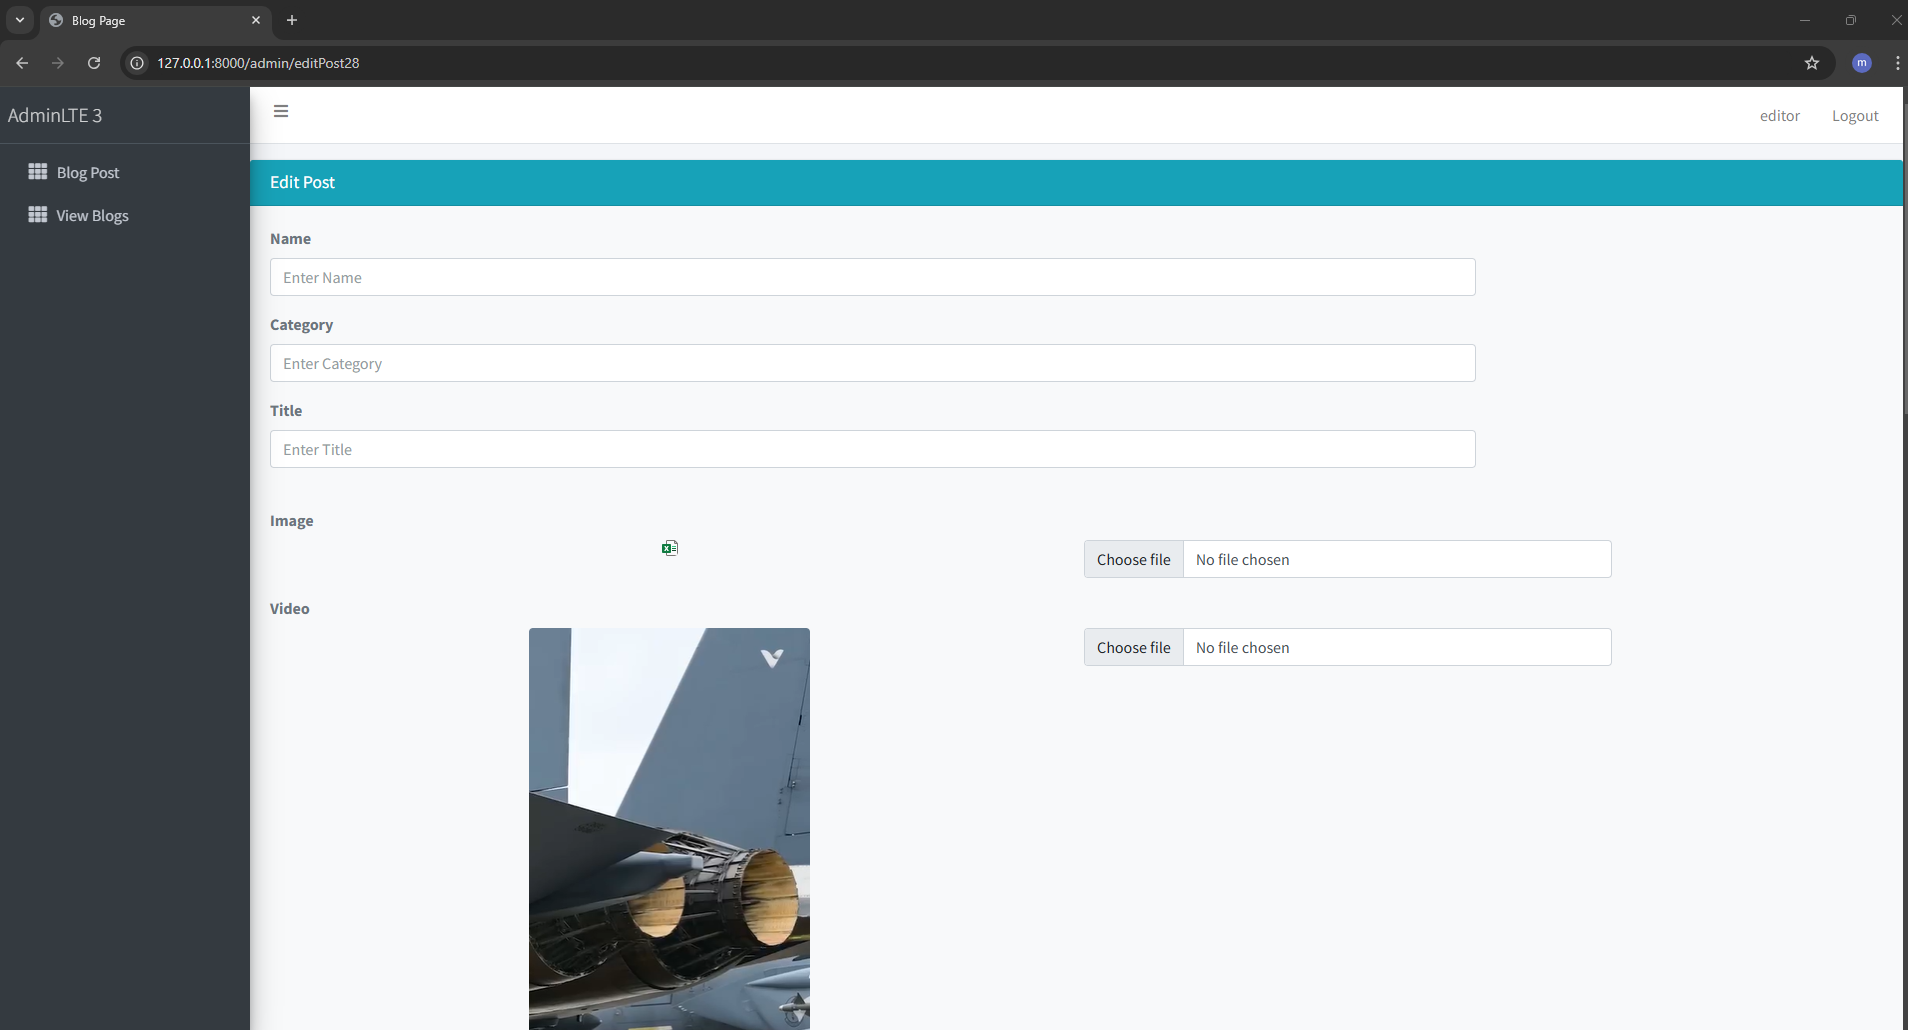 Blog Page
127.0.0.1:8000/admin/editPost28
m
AdminLTE 3
editor
Logout
Blog Post
View Blogs
Edit Post
Name
Enter Name
Category
Enter Category
Title
Enter Title
Image
Choose file
No file chosen
Video
Choose file
No file chosen